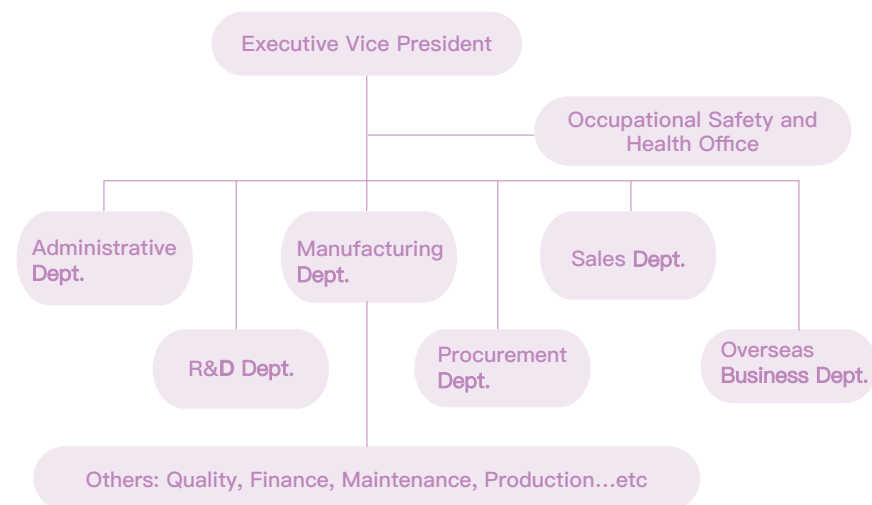 Executive Vice President
Occupational Safety and
Health Office
Administrative
Dept.
Manufacturing
Dept.
Sales Dept.
R&D Dept.
Procurement
Dept.
Overseas
Business Dept.
Others: Quality, Finance, Maintenance, Production...etc